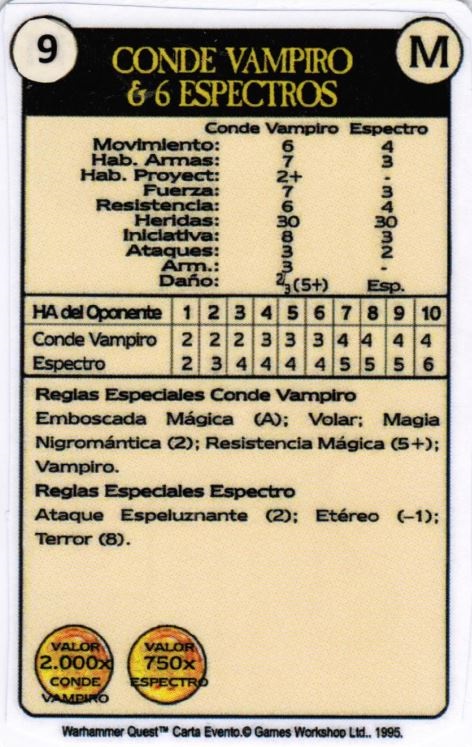 9
M
CONDE VAMPIRO
& 6 ESPECTROS
Conde Vampiro Espectro
Movimiento: 6 4
Hab. Armas: 7 3
Hab. Proyect: 2+ -
Fuerza: 7 3
Resistencia: 6 4
Heridas: 30 30
Iniciativa: 8 3
Ataques: 3 2
Arm.: 3 -
Daño: 2/3 (5+) Esp.
HA del Oponente 1 2 3 4 5 6 7 8 9 10
Conde Vampiro 2 2 2 3 3 3 4 4 4 4
Espectro 2 3 4 4 4 4 5 5 5 6
Reglas Especiales Conde Vampiro
Emboscada Mágica (A); Volar; Magia
Nigromántica (2); Resistencia Mágica (5+);
Vampiro.
Reglas Especiales Espectro
Ataque Espeluznante (2); Etéreo (-1);
Terror (8).
VALOR
2.000x
CONDE
VAMPIRO
VALOR
750x
ESPECTRO
Warhammer Quest™ Carta Evento.© Games Workshop Ltd.. 1995.